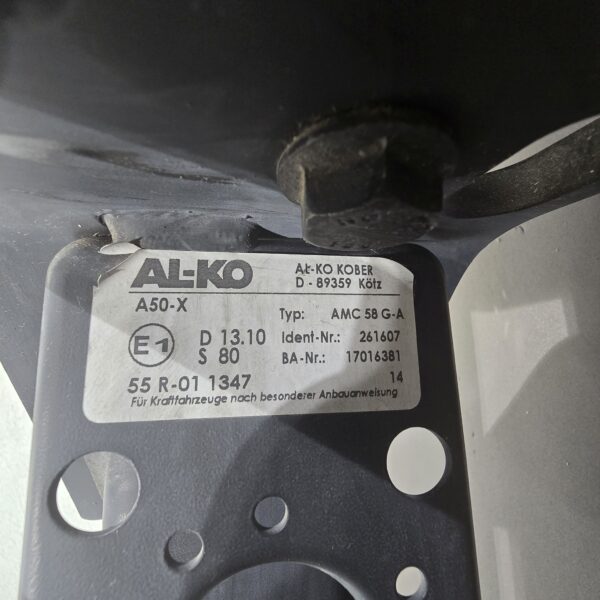 AL-KO
AL-KO KOBER
D - 89359 Kötz
A50-X
Typ: AMC 58 G-A
E1
D 13.10
Ident-Nr.: 261607
S 80
BA-Nr.: 17016381
55 R-01 1347
14
Für Kraftfahrzeuge nach besonderer Anbauanweisung